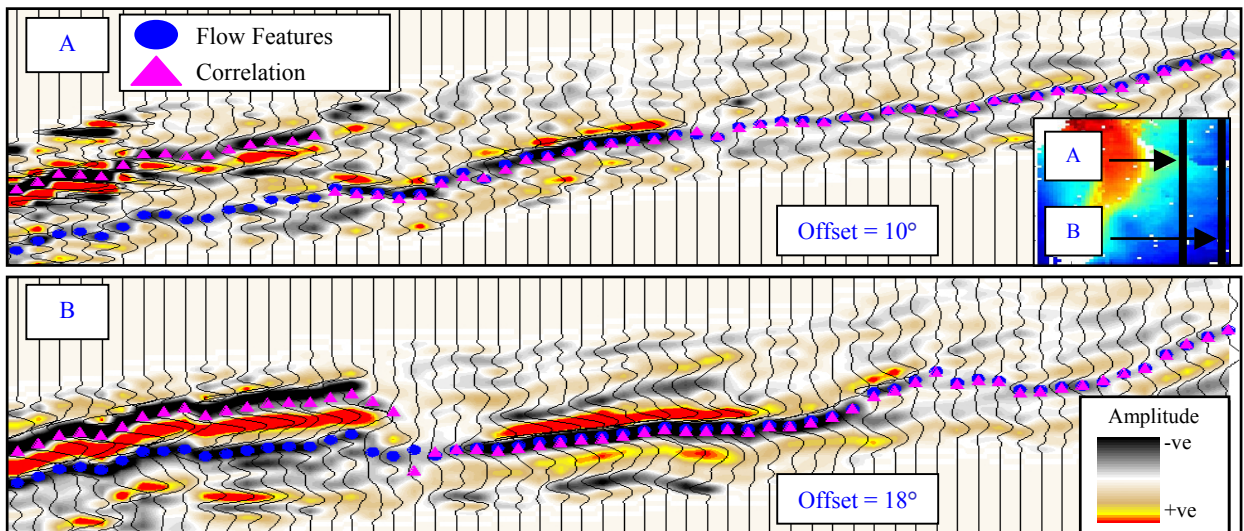 A
Flow Features
Correlation
Offset = 10°
A
B
B
Offset = 18°
Amplitude
-ve
+ve